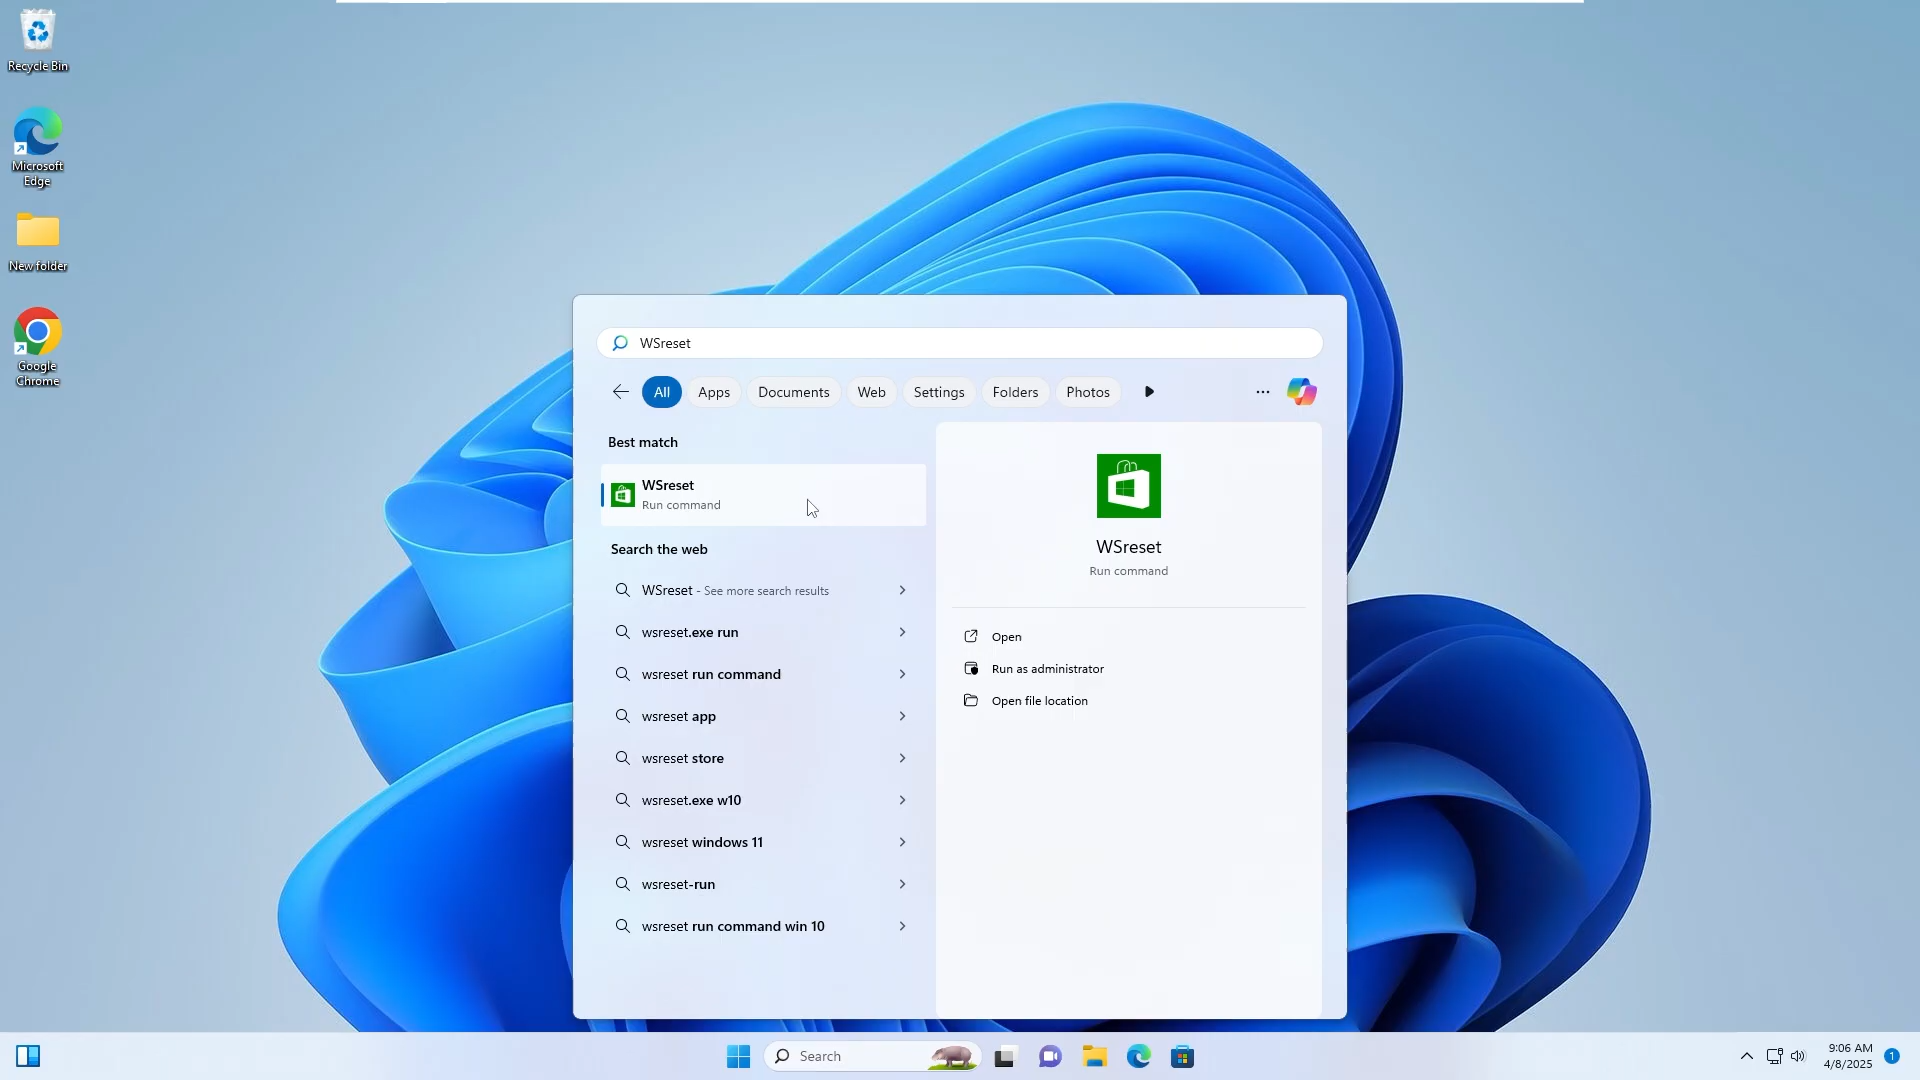 Recycle Bin
Microsoft
Edge
New folder
Google
Chrome
WSreset
All
Apps
Documents
Web
Settings
Folders
Photos
Best match
WSreset
Run command
Search the web
WSreset - See more search results
wsreset.exe run
wsreset run command
wsreset app
wsreset store
wsreset.exe w10
wsreset windows 11
wsreset-run
wsreset run command win 10
WSreset
Run command
Open
Run as administrator
Open file location
Search
9:06 AM
4/8/2025
1